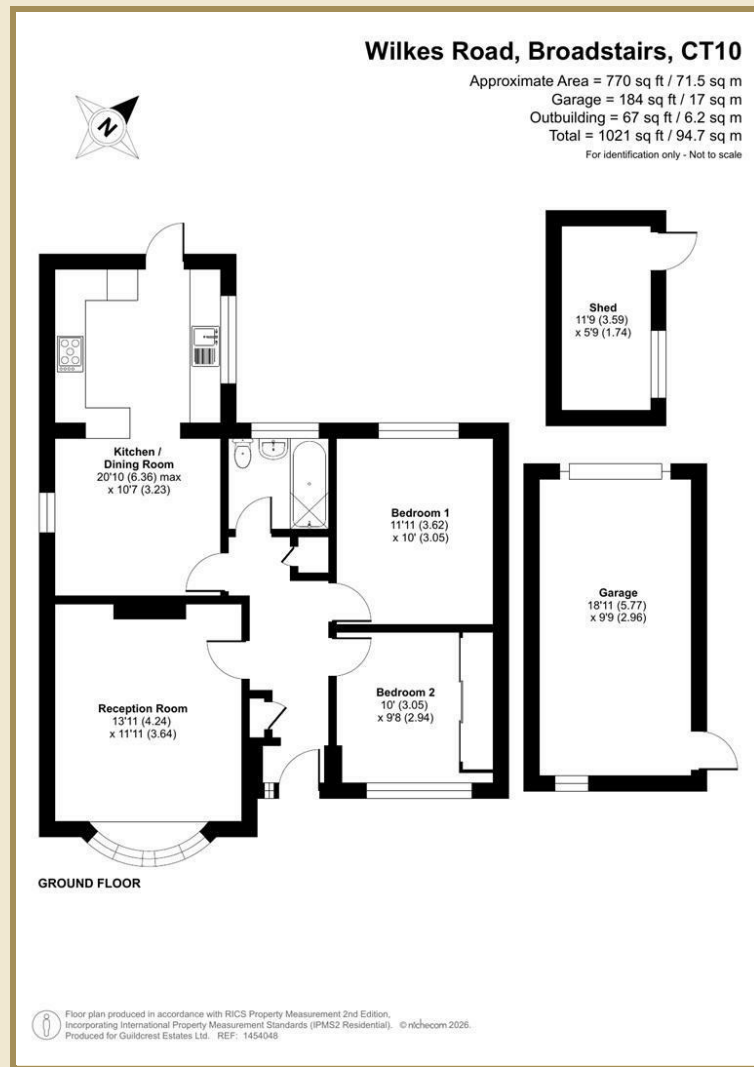 Wilkes Road, Broadstairs, CT10
Approximate Area = 770 sq ft / 71.5 sq m
Garage = 184 sq ft / 17 sq m
Outbuilding = 67 sq ft / 6.2 sq m
Total = 1021 sq ft / 94.7 sq m
For identification only - Not to scale
N
Shed
11'9 (3.59)
x 5'9 (1.74)
Kitchen /
Dining Room
20'10 (6.36) max
x 10'7 (3.23)
Bedroom 1
11'11 (3.62)
x 10' (3.05)
Garage
18'11 (5.77)
x 9'9 (2.96)
Reception Room
13'11 (4.24)
x 11'11 (3.64)
Bedroom 2
10' (3.05)
x 9'8 (2.94)
GROUND FLOOR
Floor plan produced in accordance with RICS Property Measurement 2nd Edition,
Incorporating International Property Measurement Standards (IPMS2 Residential). © nichecom 2026.
Produced for Guildcrest Estates Ltd. REF: 1454048